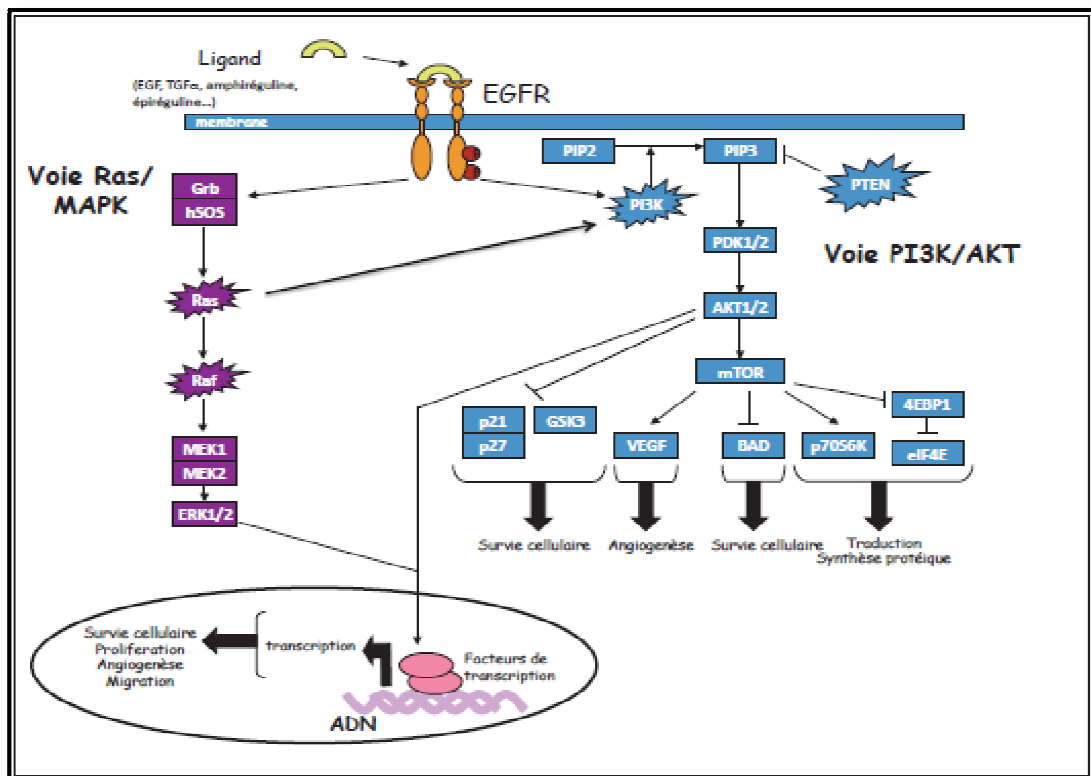 Ligand
(EGF, TGFα, amphiréguline,
épiréguline...)
EGFR
membrane
Voie Ras/
MAPK
Grb
hSOS
Ras
Raf
MEK1
MEK2
ERK1/2
PIP2
PIP3
PTEN
PI3K
PDK1/2
Voie PI3K/AKT
AKT1/2
mTOR
p21
p27
GSK3
VEGF
BAD
p70S6K
4EBP1
eIF4E
Survie cellulaire
Angiogenèse
Survie cellulaire
Traduction
Synthèse protéique
Survie cellulaire
Proliferation
Angiogenèse
Migration
transcription
Facteurs de
transcription
ADN